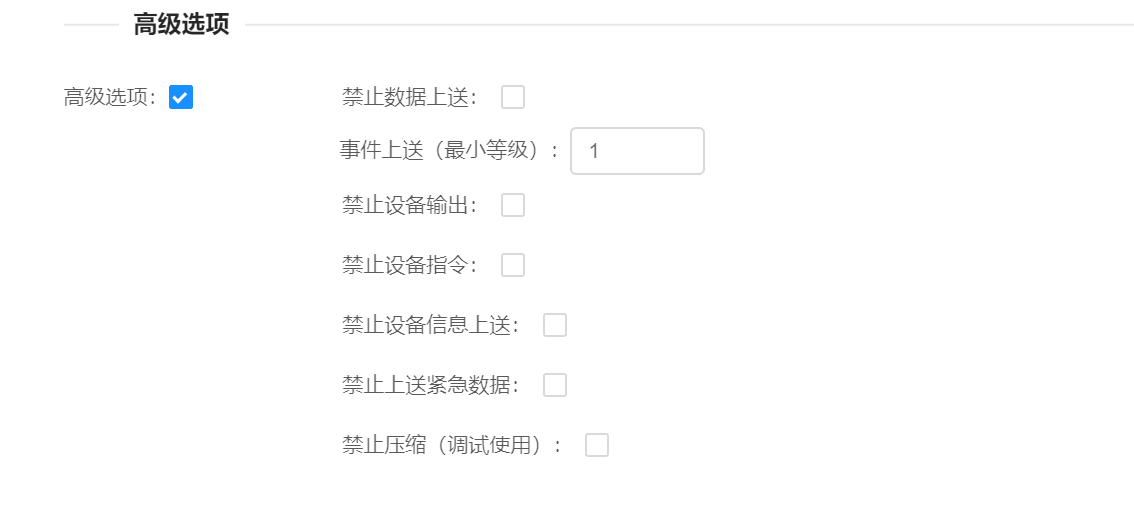 高级选项
高级选项：
禁止数据上送：
事件上送（最小等级）：1
禁止设备输出：
禁止设备指令：
禁止设备信息上送：
禁止上送紧急数据：
禁止压缩（调试使用）：